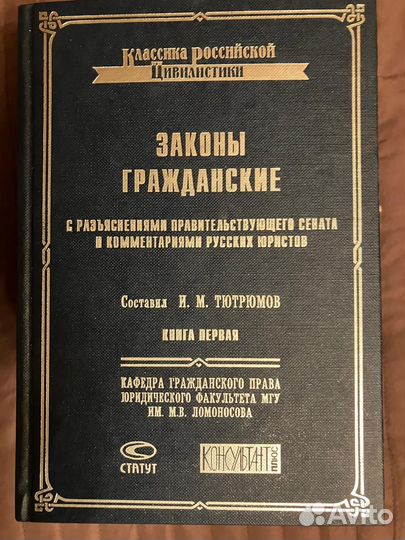 Классика Российской
Цивилистики
ЗАКОНЫ
ГРАЖДАНСКИЕ
С РАЗЪЯСНЕНИЯМИ ПРАВИТЕЛЬСТВУЮЩЕГО СЕНАТА
И КОММЕНТАРИЯМИ РУССКИХ ЮРИСТОВ
Составил И. М. ТЮТРЮМОВ
КНИГА ПЕРВАЯ
КАФЕДРА ГРАЖДАНСКОГО ПРАВА
ЮРИДИЧЕСКОГО ФАКУЛЬТЕТА МГУ
ИМ. М.В. ЛОМОНОСОВА
СТАТУТ
КОНСУЛЬТАНТ ПЛЮС
Avito